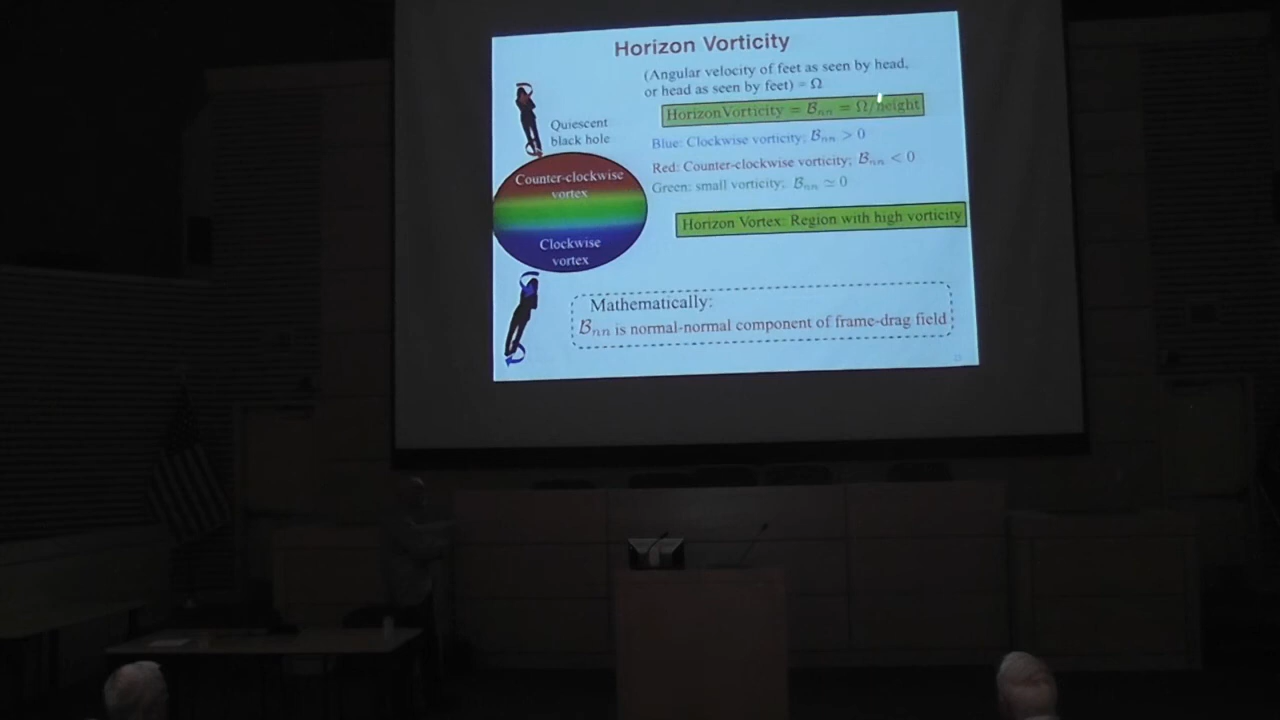 Horizon Vorticity
(Angular velocity of feet as seen by head,
or head as seen by feet) = Ω
Horizon Vorticity = 𝓑ₙₙ = Ω/height
Quiescent
black hole
Blue: Clockwise vorticity; 𝓑ₙₙ > 0
Red: Counter-clockwise vorticity; 𝓑ₙₙ < 0
Green: small vorticity; 𝓑ₙₙ ≃ 0
Counter-clockwise
vortex
Horizon Vortex: Region with high vorticity
Clockwise
vortex
Mathematically:
𝓑ₙₙ is normal-normal component of frame-drag field